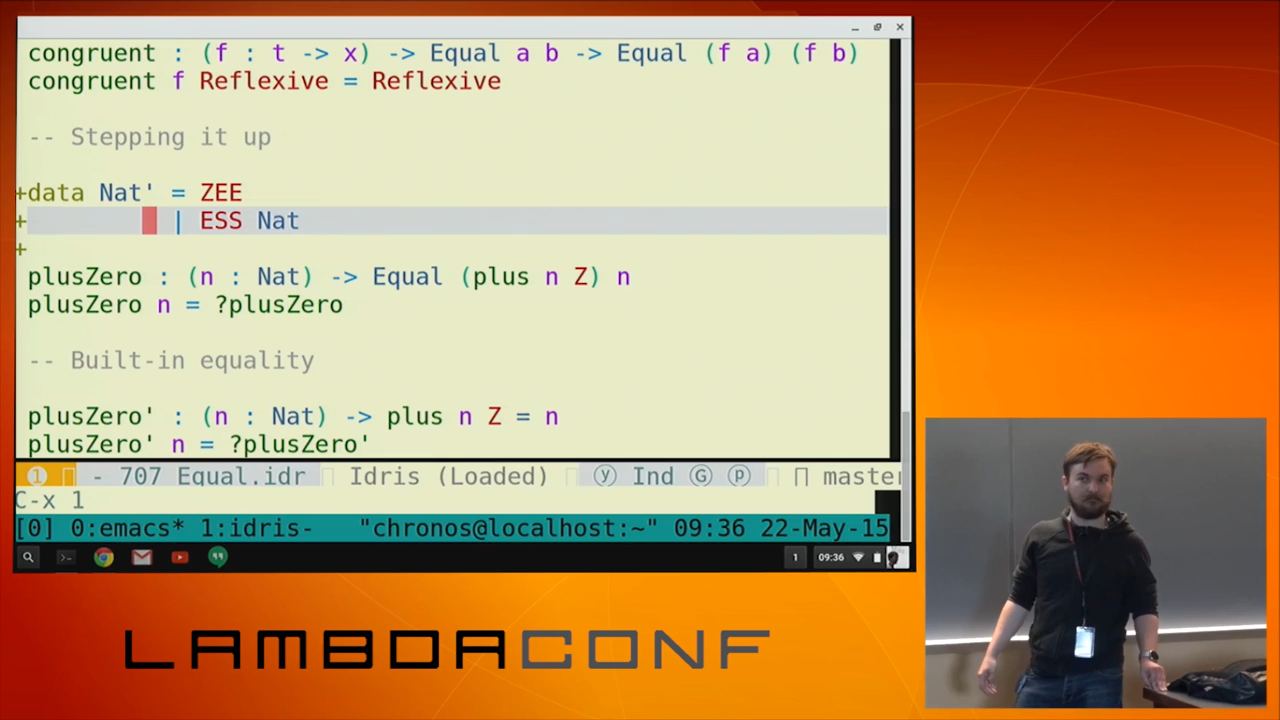 congruent : (f : t -> x) -> Equal a b -> Equal (f a) (f b)
congruent f Reflexive = Reflexive
-- Stepping it up
+data Nat' = ZEE
+ | ESS Nat
+
plusZero : (n : Nat) -> Equal (plus n Z) n
plusZero n = ?plusZero
-- Built-in equality
plusZero' : (n : Nat) -> plus n Z = n
plusZero' n = ?plusZero'
① - 707 Equal.idr Idris (Loaded) ⓨ Ind Ⓖ ⓟ master
C-x 1
[0] 0:emacs* 1:idris- "chronos@localhost:~" 09:36 22-May-15
1 09:36
LAMBDACONF